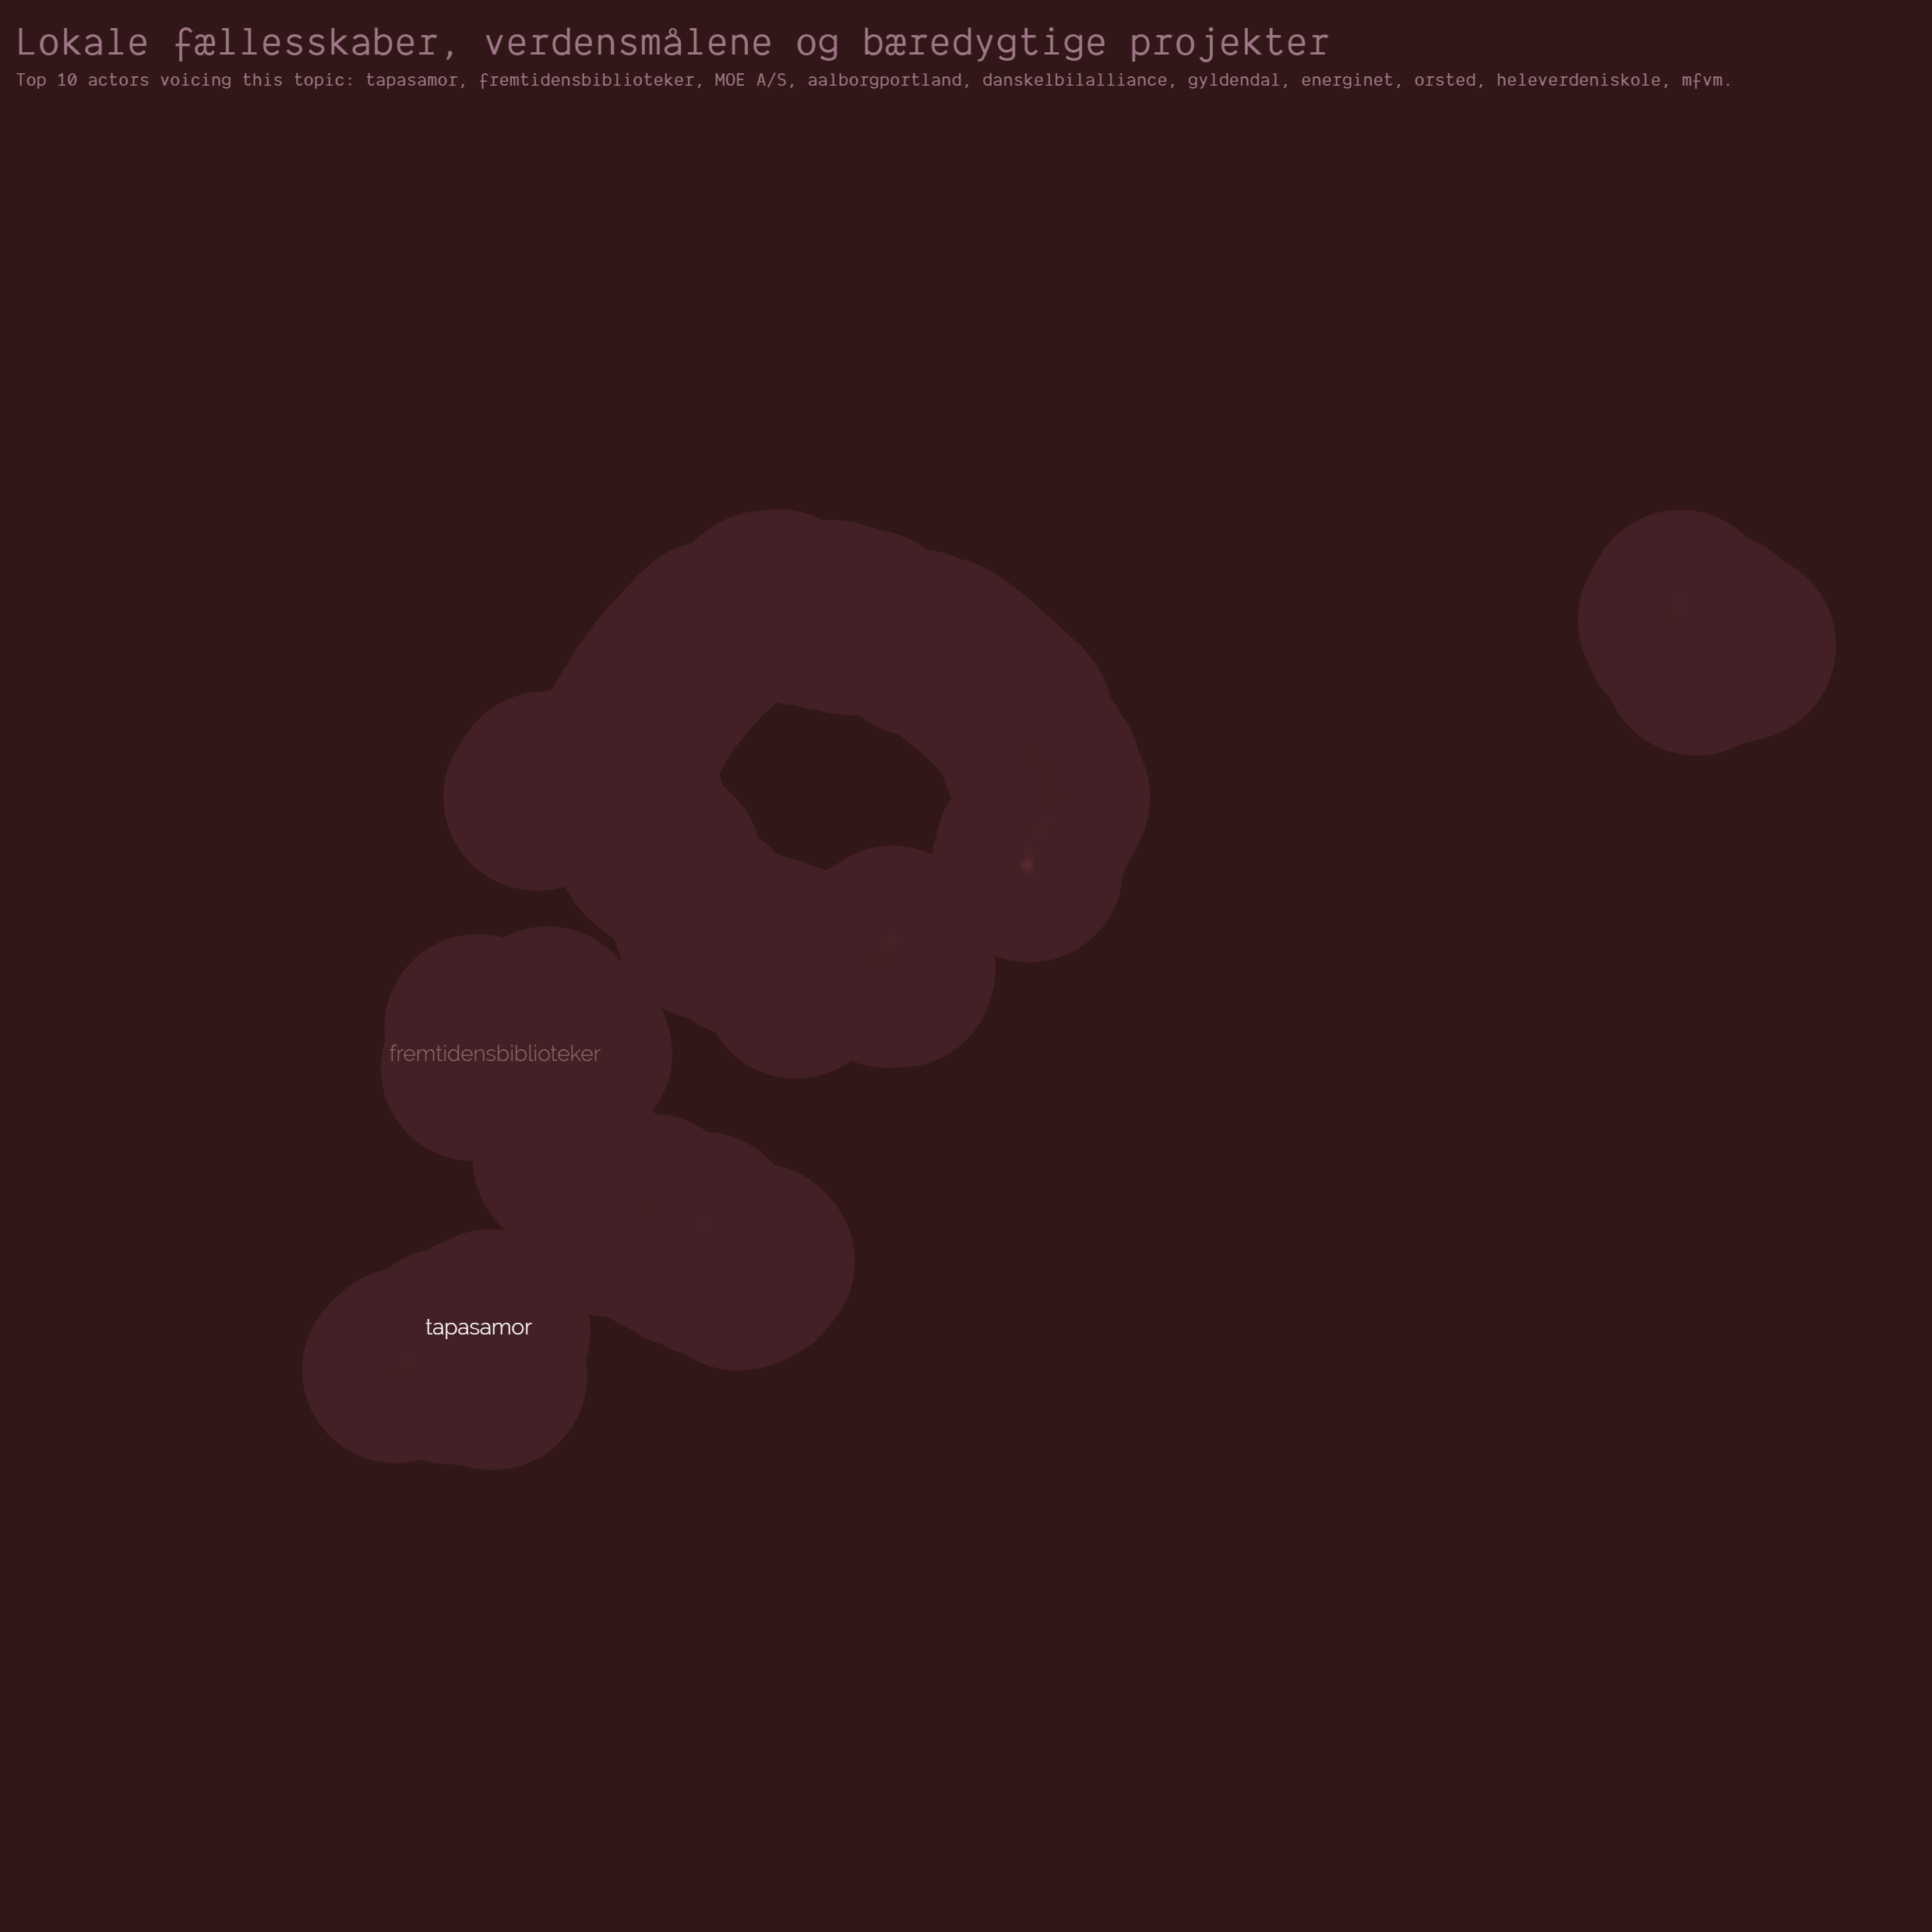 Lokale fællesskaber, verdensmålene og bæredygtige projekter
Top 10 actors voicing this topic: tapasamor, fremtidensbiblioteker, MOE A/S, aalborgportland, danskelbilalliance, gyldendal, energinet, orsted, heleverdeniskole, mfvm.
fremtidensbiblioteker
tapasamor